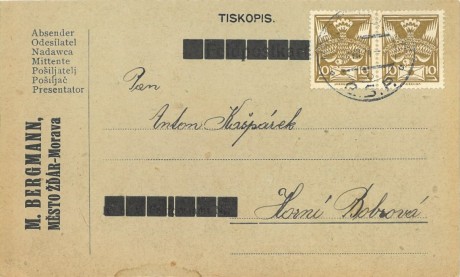 TISKOPIS.
Absender
Odesílatel
Nadawca
Mittente
Pošiljatelj
Pošiljač
Presentator
10 10 10 10
Č. S. P.
Pan
Anton Kašpárek
Horní Bobrová
M. BERGMANN,
MĚSTO ŽĎÁR-Morava